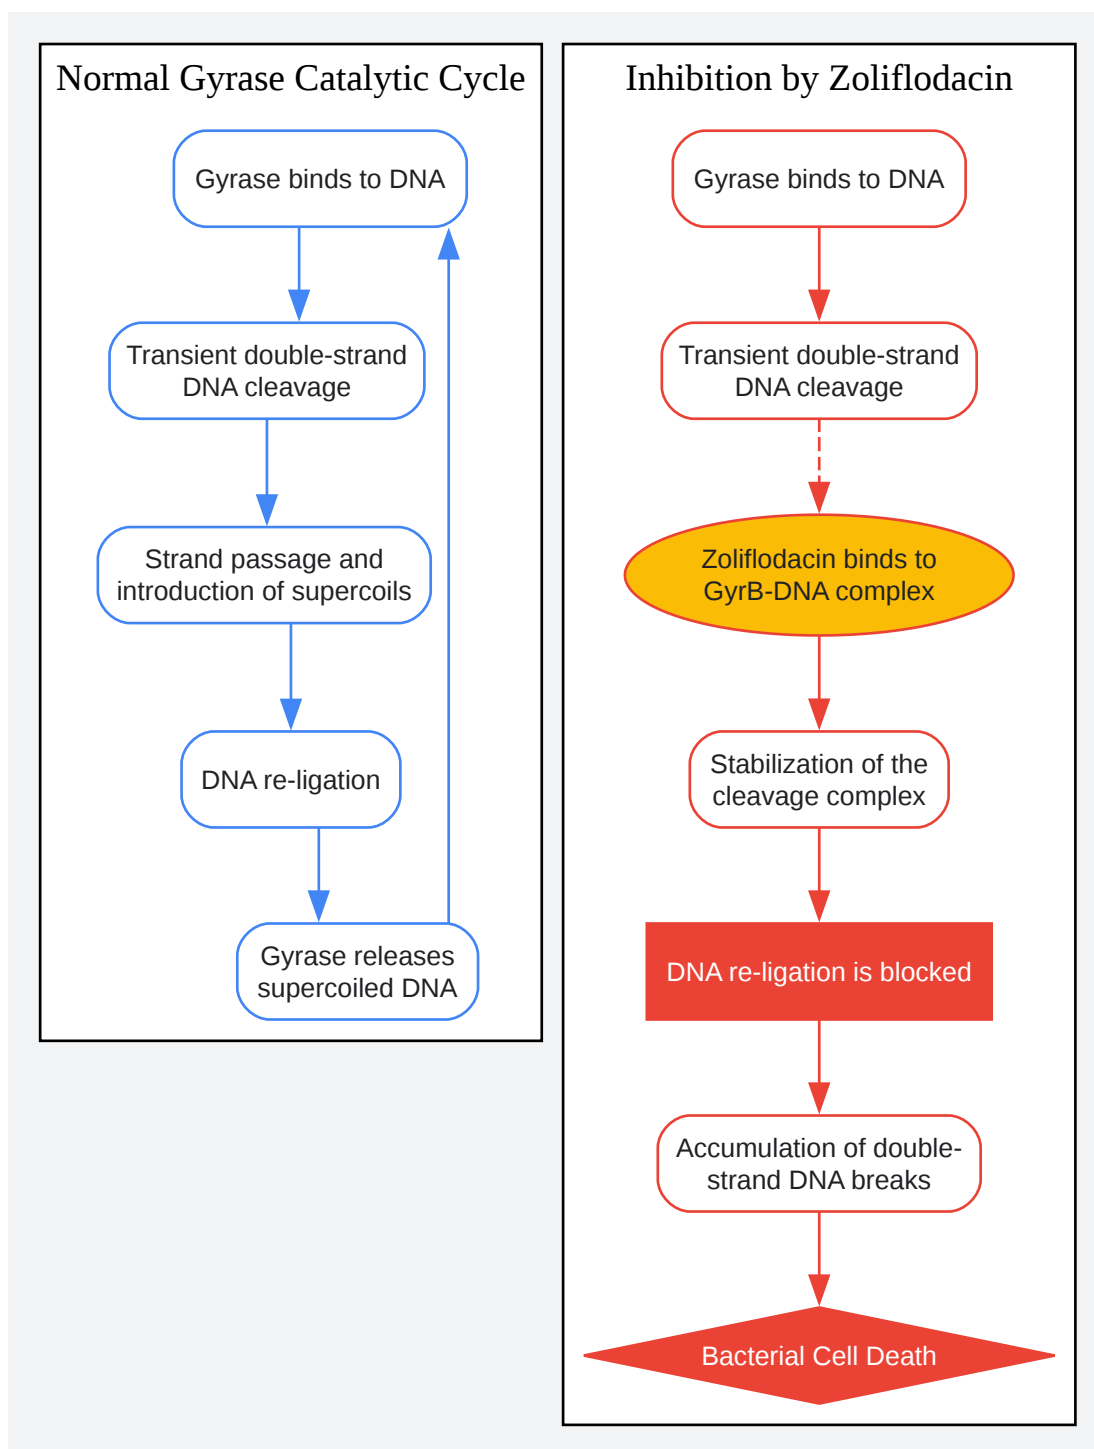 Normal Gyrase Catalytic Cycle
Gyrase binds to DNA
Transient double-strand
DNA cleavage
Strand passage and
introduction of supercoils
DNA re-ligation
Gyrase releases
supercoiled DNA
Inhibition by Zoliflodacin
Gyrase binds to DNA
Transient double-strand
DNA cleavage
Zoliflodacin binds to
GyrB-DNA complex
Stabilization of the
cleavage complex
DNA re-ligation is blocked
Accumulation of double-
strand DNA breaks
Bacterial Cell Death